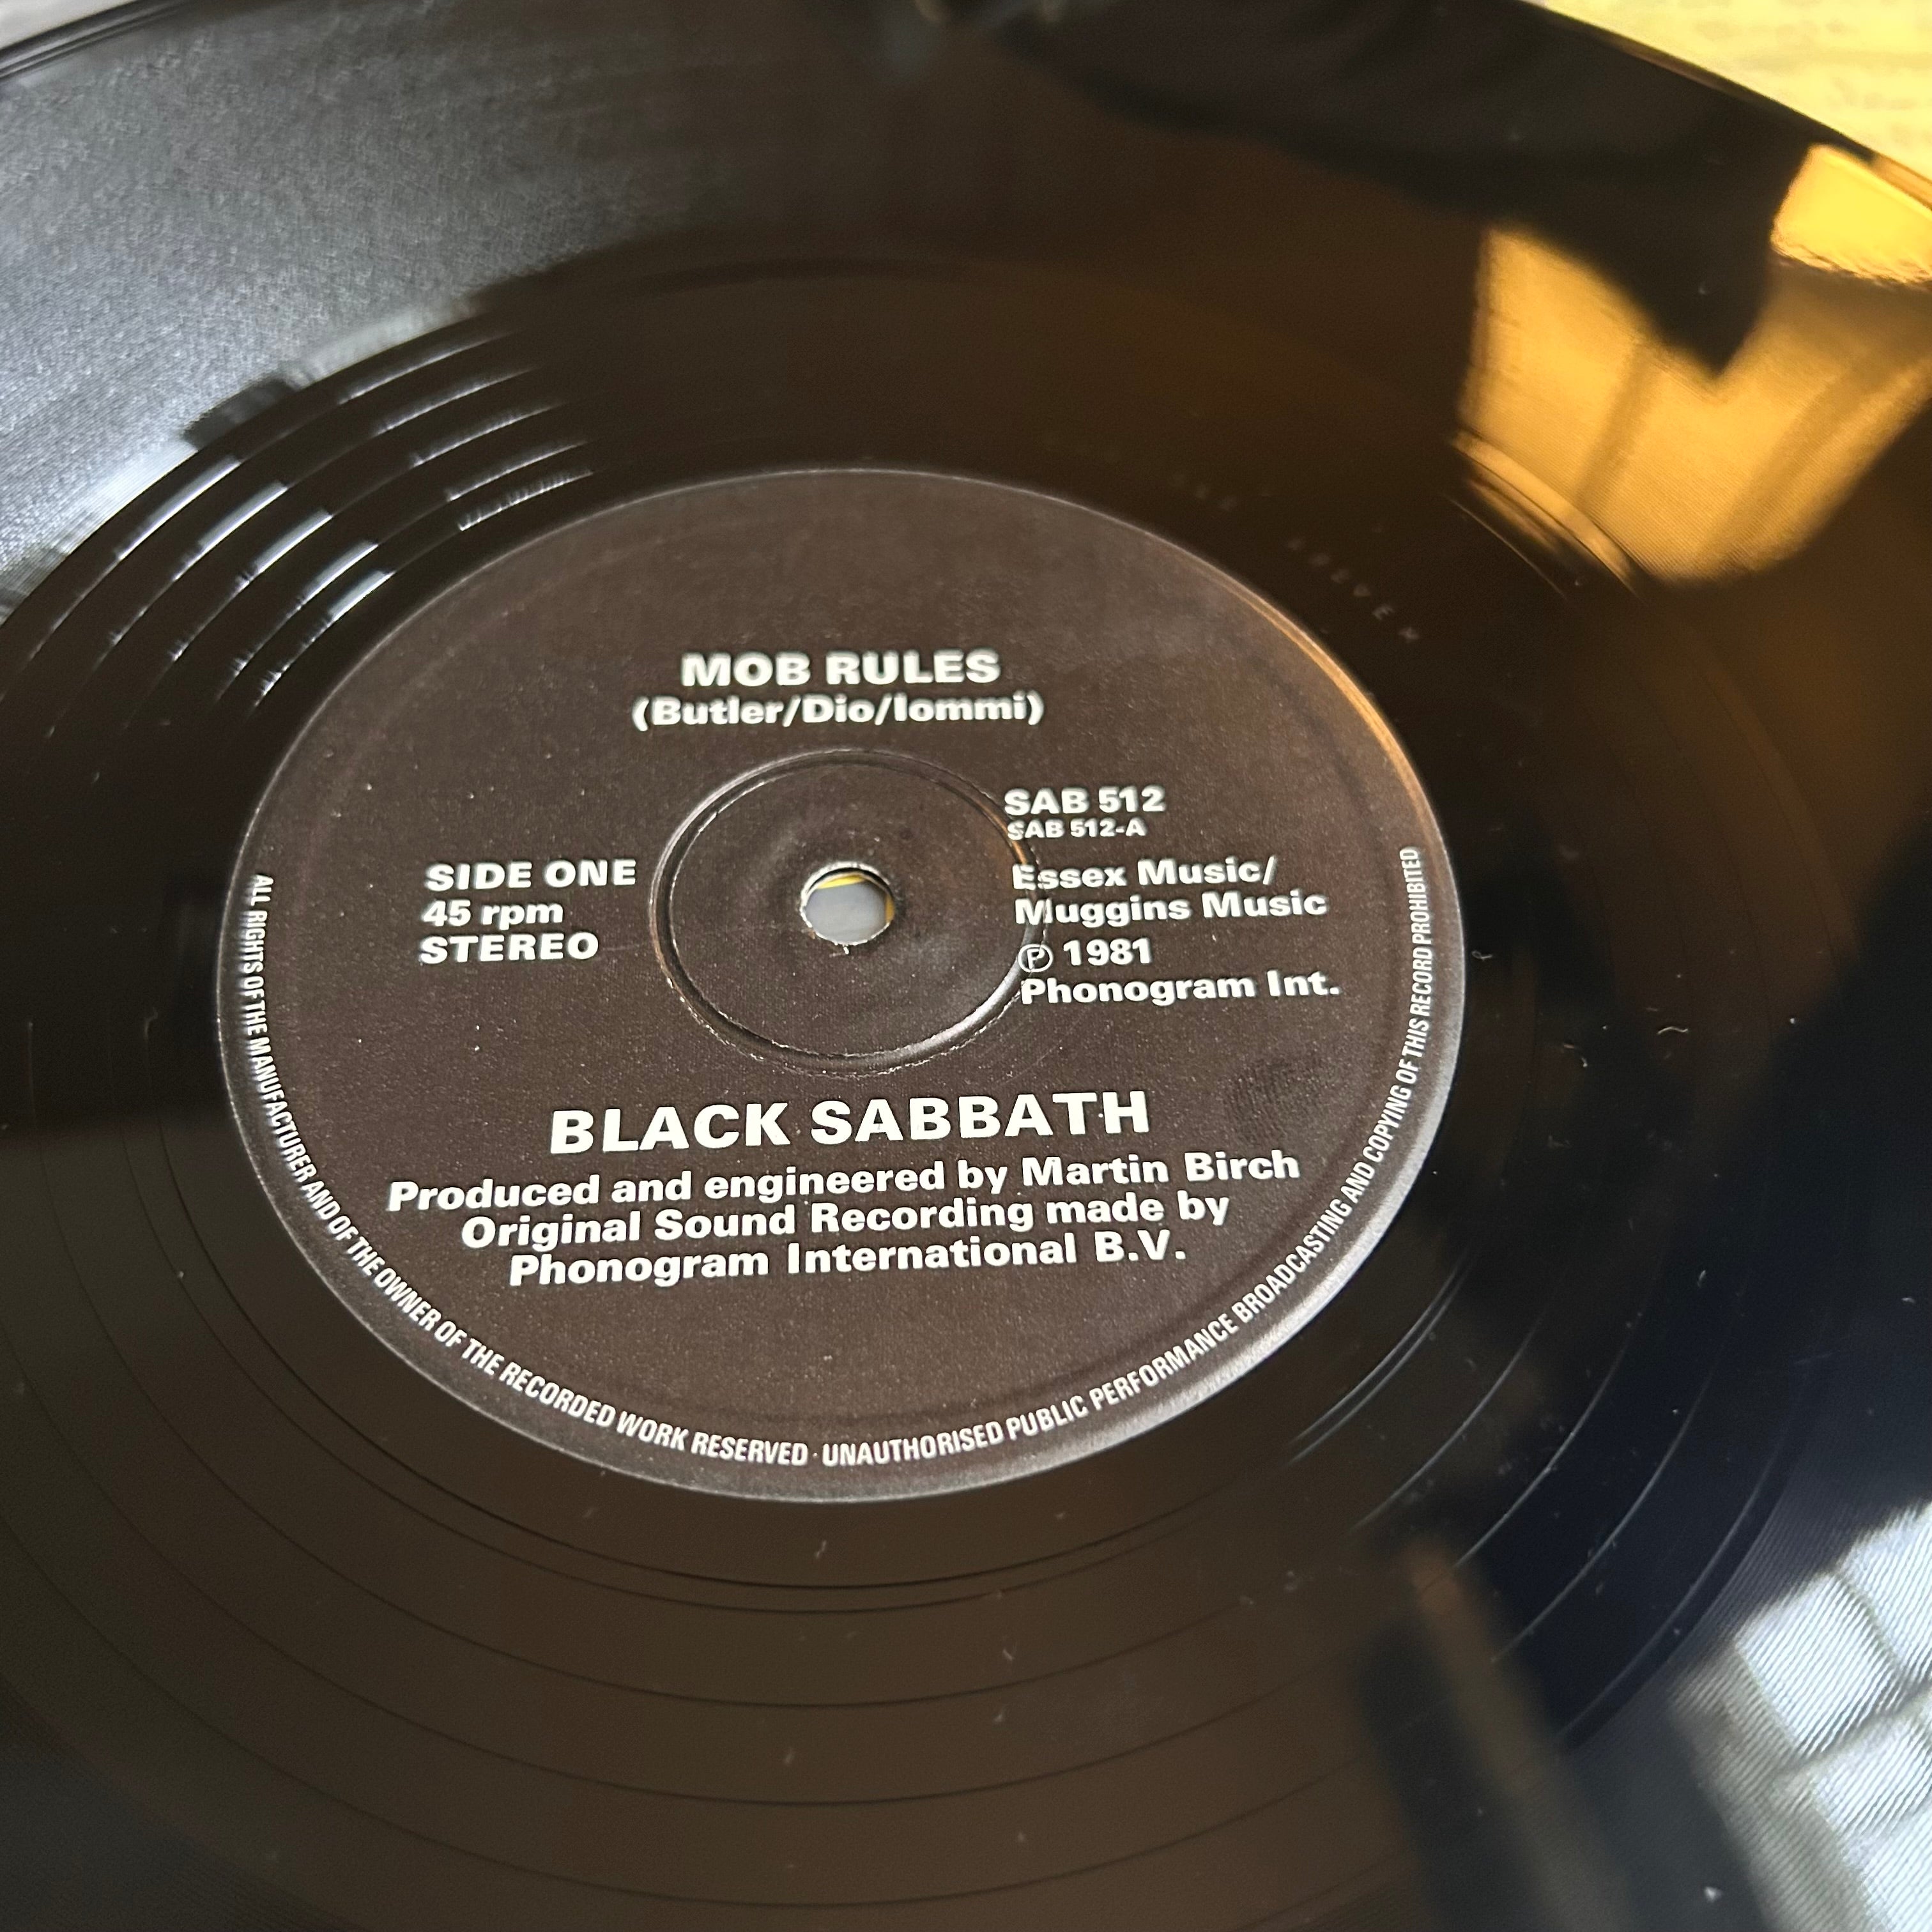 MOB RULES
(Butler/Dio/Iommi)
SAB 512
SAB 512-A
SIDE ONE
45 rpm
STEREO
Essex Music/
Muggins Music
Ⓟ 1981
Phonogram Int.
BLACK SABBATH
Produced and engineered by Martin Birch
Original Sound Recording made by
Phonogram International B.V.
ALL RIGHTS OF THE MANUFACTURER AND OF THE OWNER OF THE RECORDED WORK RESERVED · UNAUTHORISED PUBLIC PERFORMANCE BROADCASTING AND COPYING OF THIS RECORD PROHIBITED